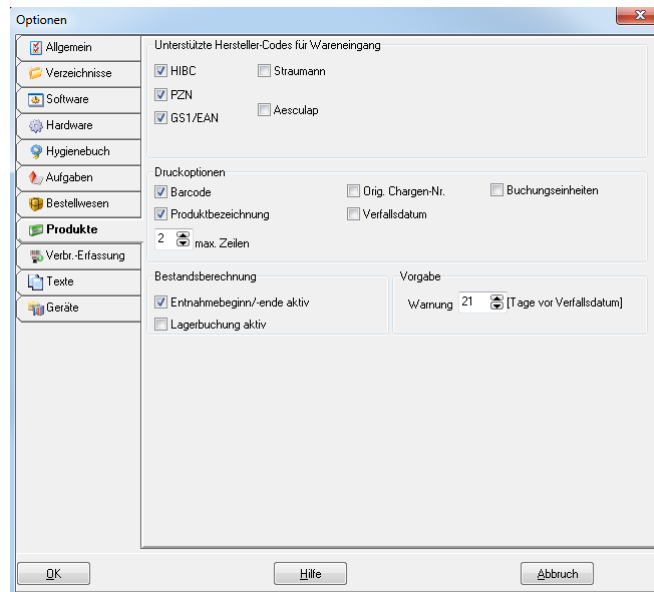 Optionen
Allgemein
Verzeichnisse
Software
Hardware
Hygienebuch
Aufgaben
Bestellwesen
Produkte
Verbr.-Erfassung
Texte
Geräte
Unterstützte Hersteller-Codes für Wareneingang
HIBC Straumann
PZN
Aesculap
GS1/EAN
Druckoptionen
Barcode Orig. Chargen-Nr. Buchungseinheiten
Produktbezeichnung Verfallsdatum
2 max. Zeilen
Bestandsberechnung
Entnahmebeginn/-ende aktiv
Lagerbuchung aktiv
Vorgabe
Warnung 21 [Tage vor Verfallsdatum]
OK Hilfe Abbruch